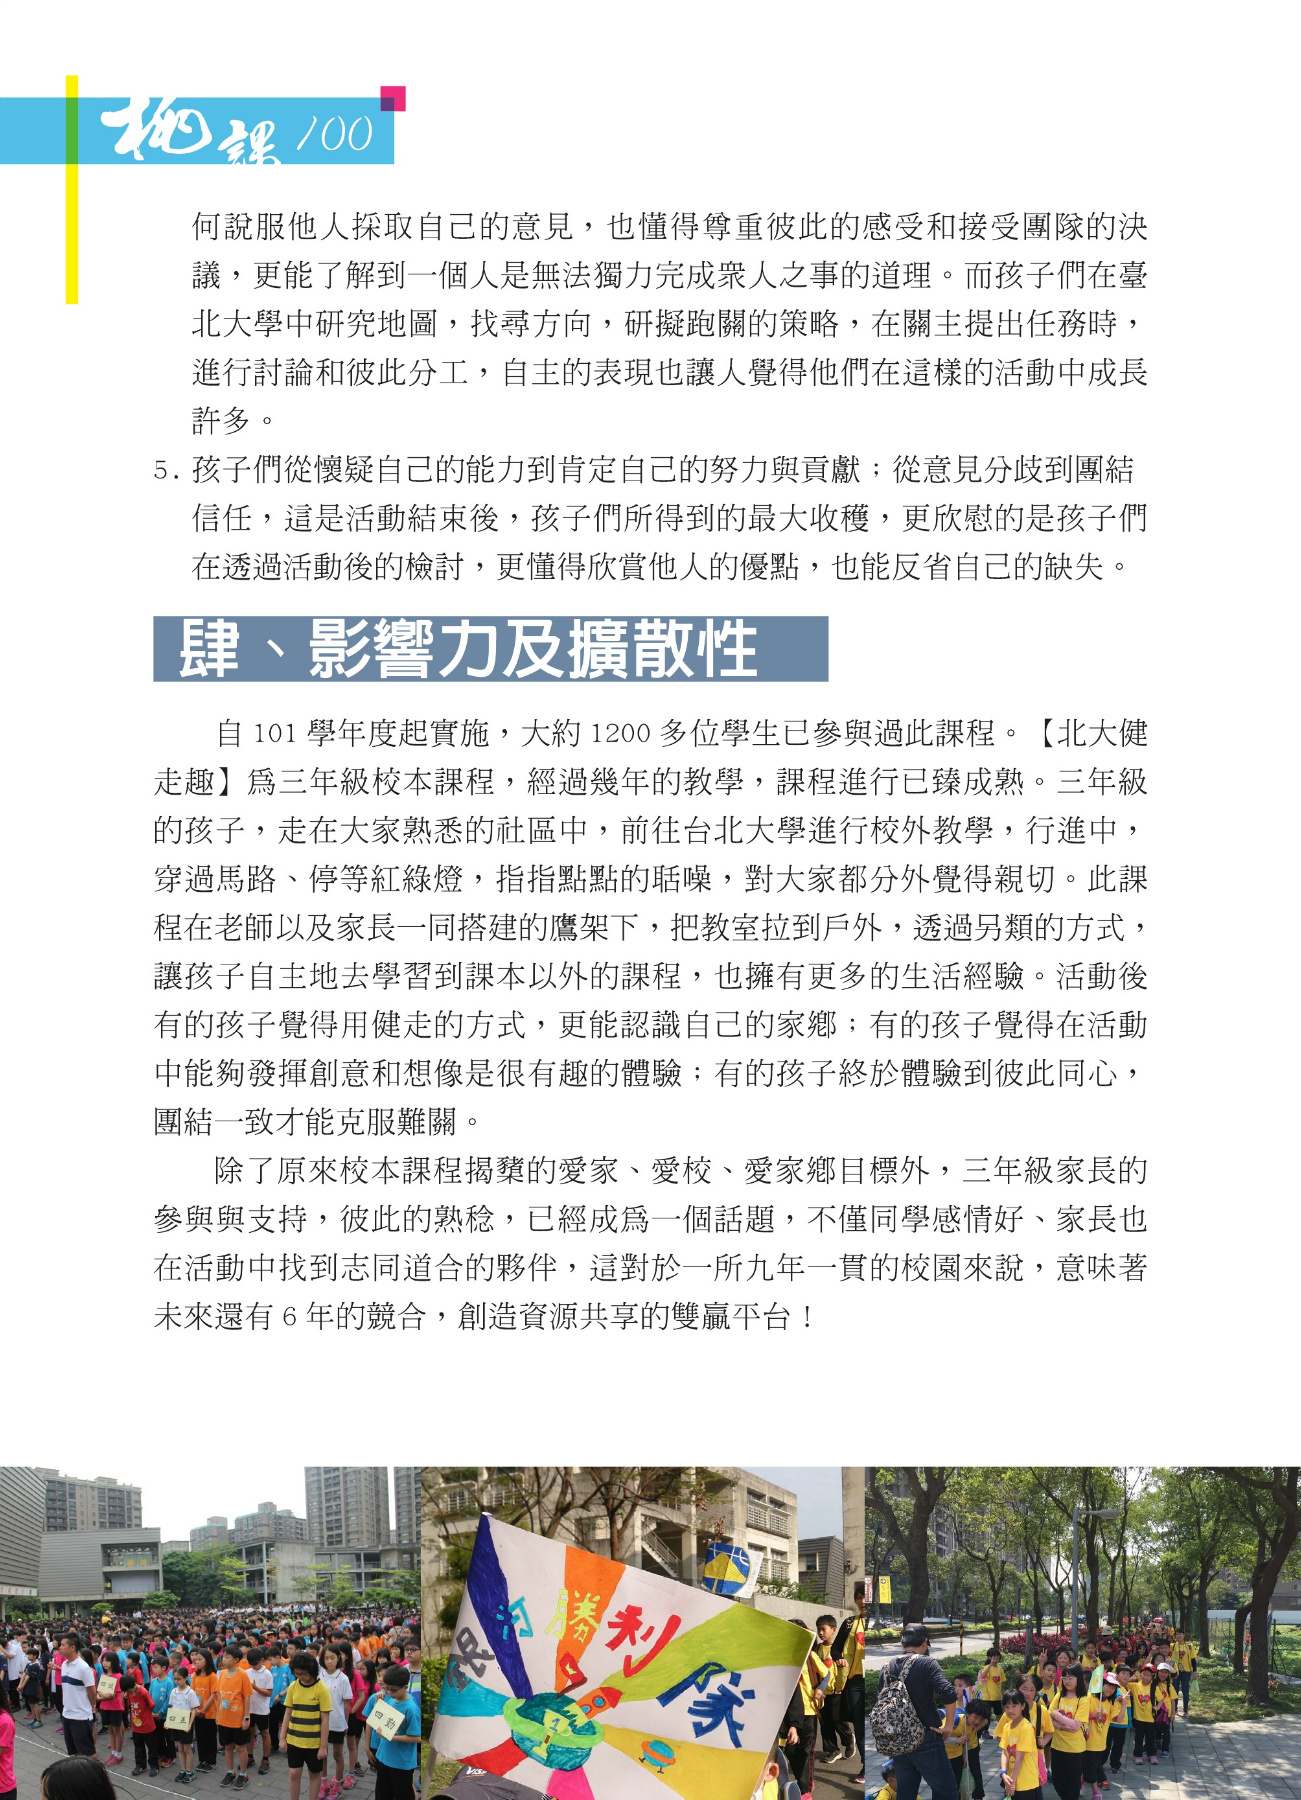 桃課100
何說服他人採取自己的意見，也懂得尊重彼此的感受和接受團隊的決
議，更能了解到一個人是無法獨力完成眾人之事的道理。而孩子們在臺
北大學中研究地圖，找尋方向，研擬跑關的策略，在關主提出任務時，
進行討論和彼此分工，自主的表現也讓人覺得他們在這樣的活動中成長
許多。
5. 孩子們從懷疑自己的能力到肯定自己的努力與貢獻；從意見分歧到團結
信任，這是活動結束後，孩子們所得到的最大收穫，更欣慰的是孩子們
在透過活動後的檢討，更懂得欣賞他人的優點，也能反省自己的缺失。
肆、影響力及擴散性
自 101 學年度起實施，大約 1200 多位學生已參與過此課程。【北大健
走趣】為三年級校本課程，經過幾年的教學，課程進行已臻成熟。三年級
的孩子，走在大家熟悉的社區中，前往台北大學進行校外教學，行進中，
穿過馬路、停等紅綠燈，指指點點的聒噪，對大家都分外覺得親切。此課
程在老師以及家長一同搭建的鷹架下，把教室拉到戶外，透過另類的方式，
讓孩子自主地去學習到課本以外的課程，也擁有更多的生活經驗。活動後
有的孩子覺得用健走的方式，更能認識自己的家鄉；有的孩子覺得在活動
中能夠發揮創意和想像是很有趣的體驗；有的孩子終於體驗到彼此同心，
團結一致才能克服難關。
除了原來校本課程揭櫫的愛家、愛校、愛家鄉目標外，三年級家長的
參與與支持，彼此的熟稔，已經成為一個話題，不僅同學感情好、家長也
在活動中找到志同道合的夥伴，這對於一所九年一貫的校園來說，意味著
未來還有 6 年的競合，創造資源共享的雙贏平台！
四誠
四正
四勤
銀河勝利隊
1